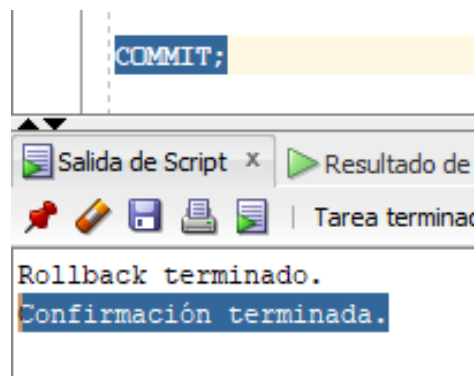 COMMIT;
Salida de Script x Resultado de
Tarea terminad
Rollback terminado.
Confirmación terminada.